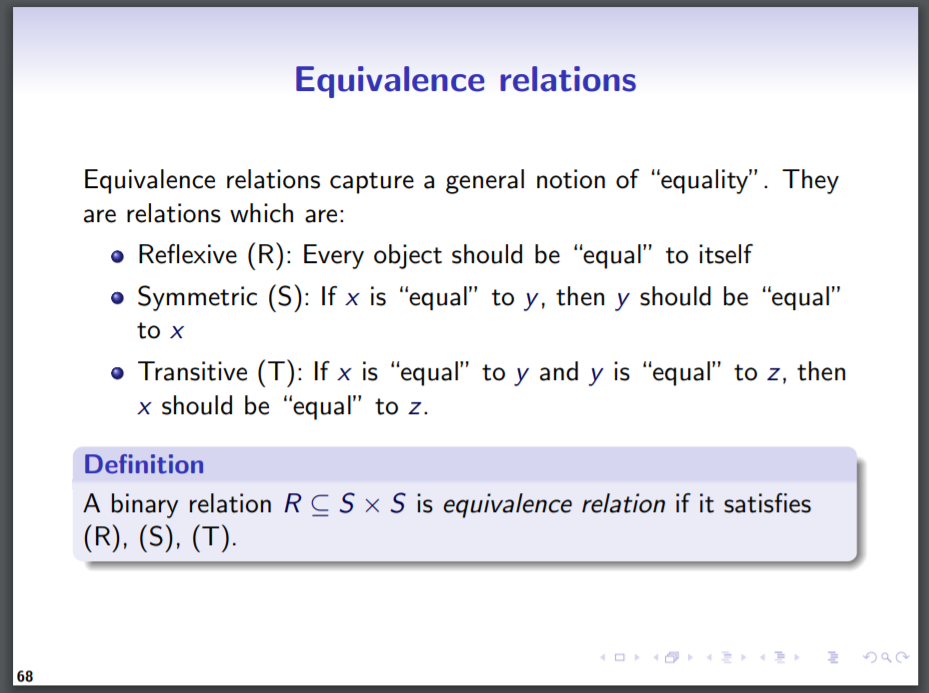 Equivalence relations
Equivalence relations capture a general notion of “equality”. They
are relations which are:
Reflexive (R): Every object should be “equal” to itself
Symmetric (S): If x is “equal” to y, then y should be “equal”
to x
Transitive (T): If x is “equal” to y and y is “equal” to z, then
x should be “equal” to z.
Definition
A binary relation R ⊆ S × S is equivalence relation if it satisfies
(R), (S), (T).
68